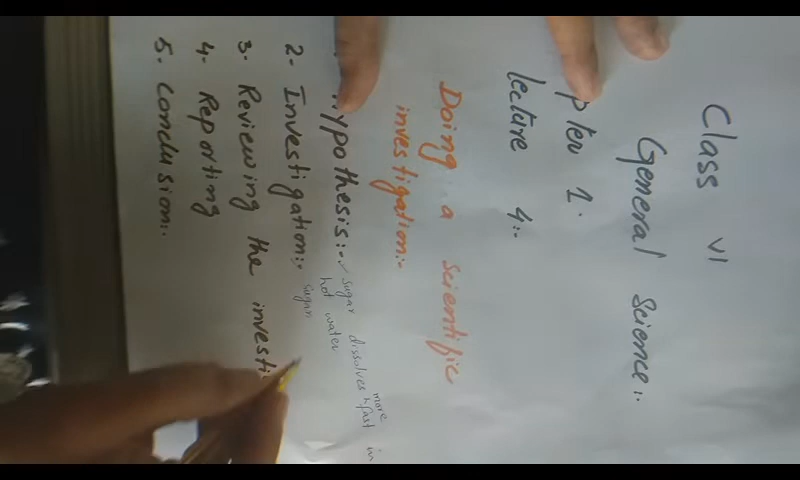 Class VI
General Science:.
pter 1.
lecture 4:-
Doing a scientific
investigation:-
ypothesis:- ✓ sugar dissolves more fast in
hot water
2- Investigation:- sugar
3- Reviewing the investi
4- Reporting
5- Conclusion:.